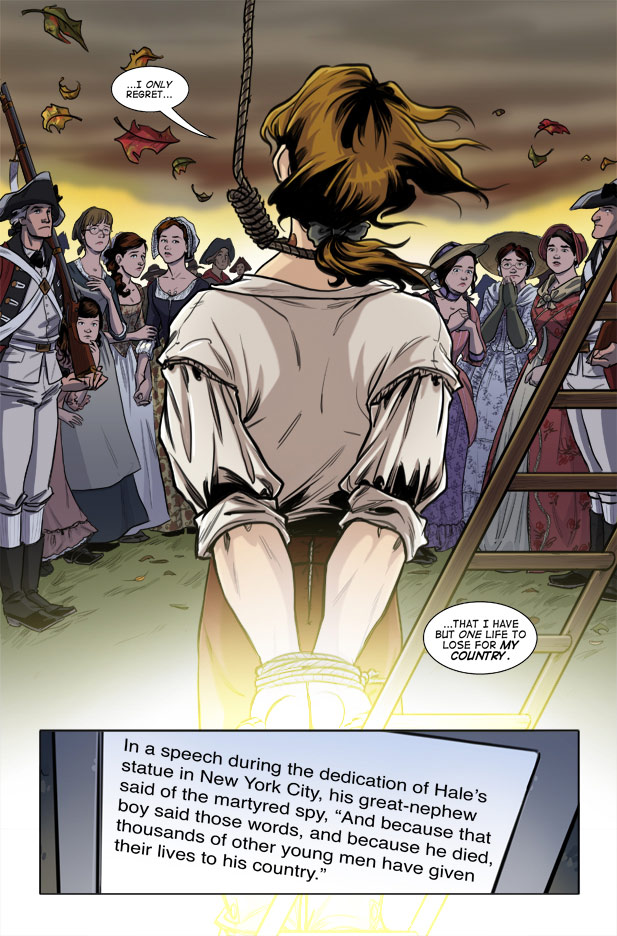 ...I ONLY
REGRET...
...THAT I HAVE
BUT ONE LIFE TO
LOSE FOR MY
COUNTRY.
In a speech during the dedication of Hale's
statue in New York City, his great-nephew
said of the martyred spy, “And because that
boy said those words, and because he died,
thousands of other young men have given
their lives to his country.”